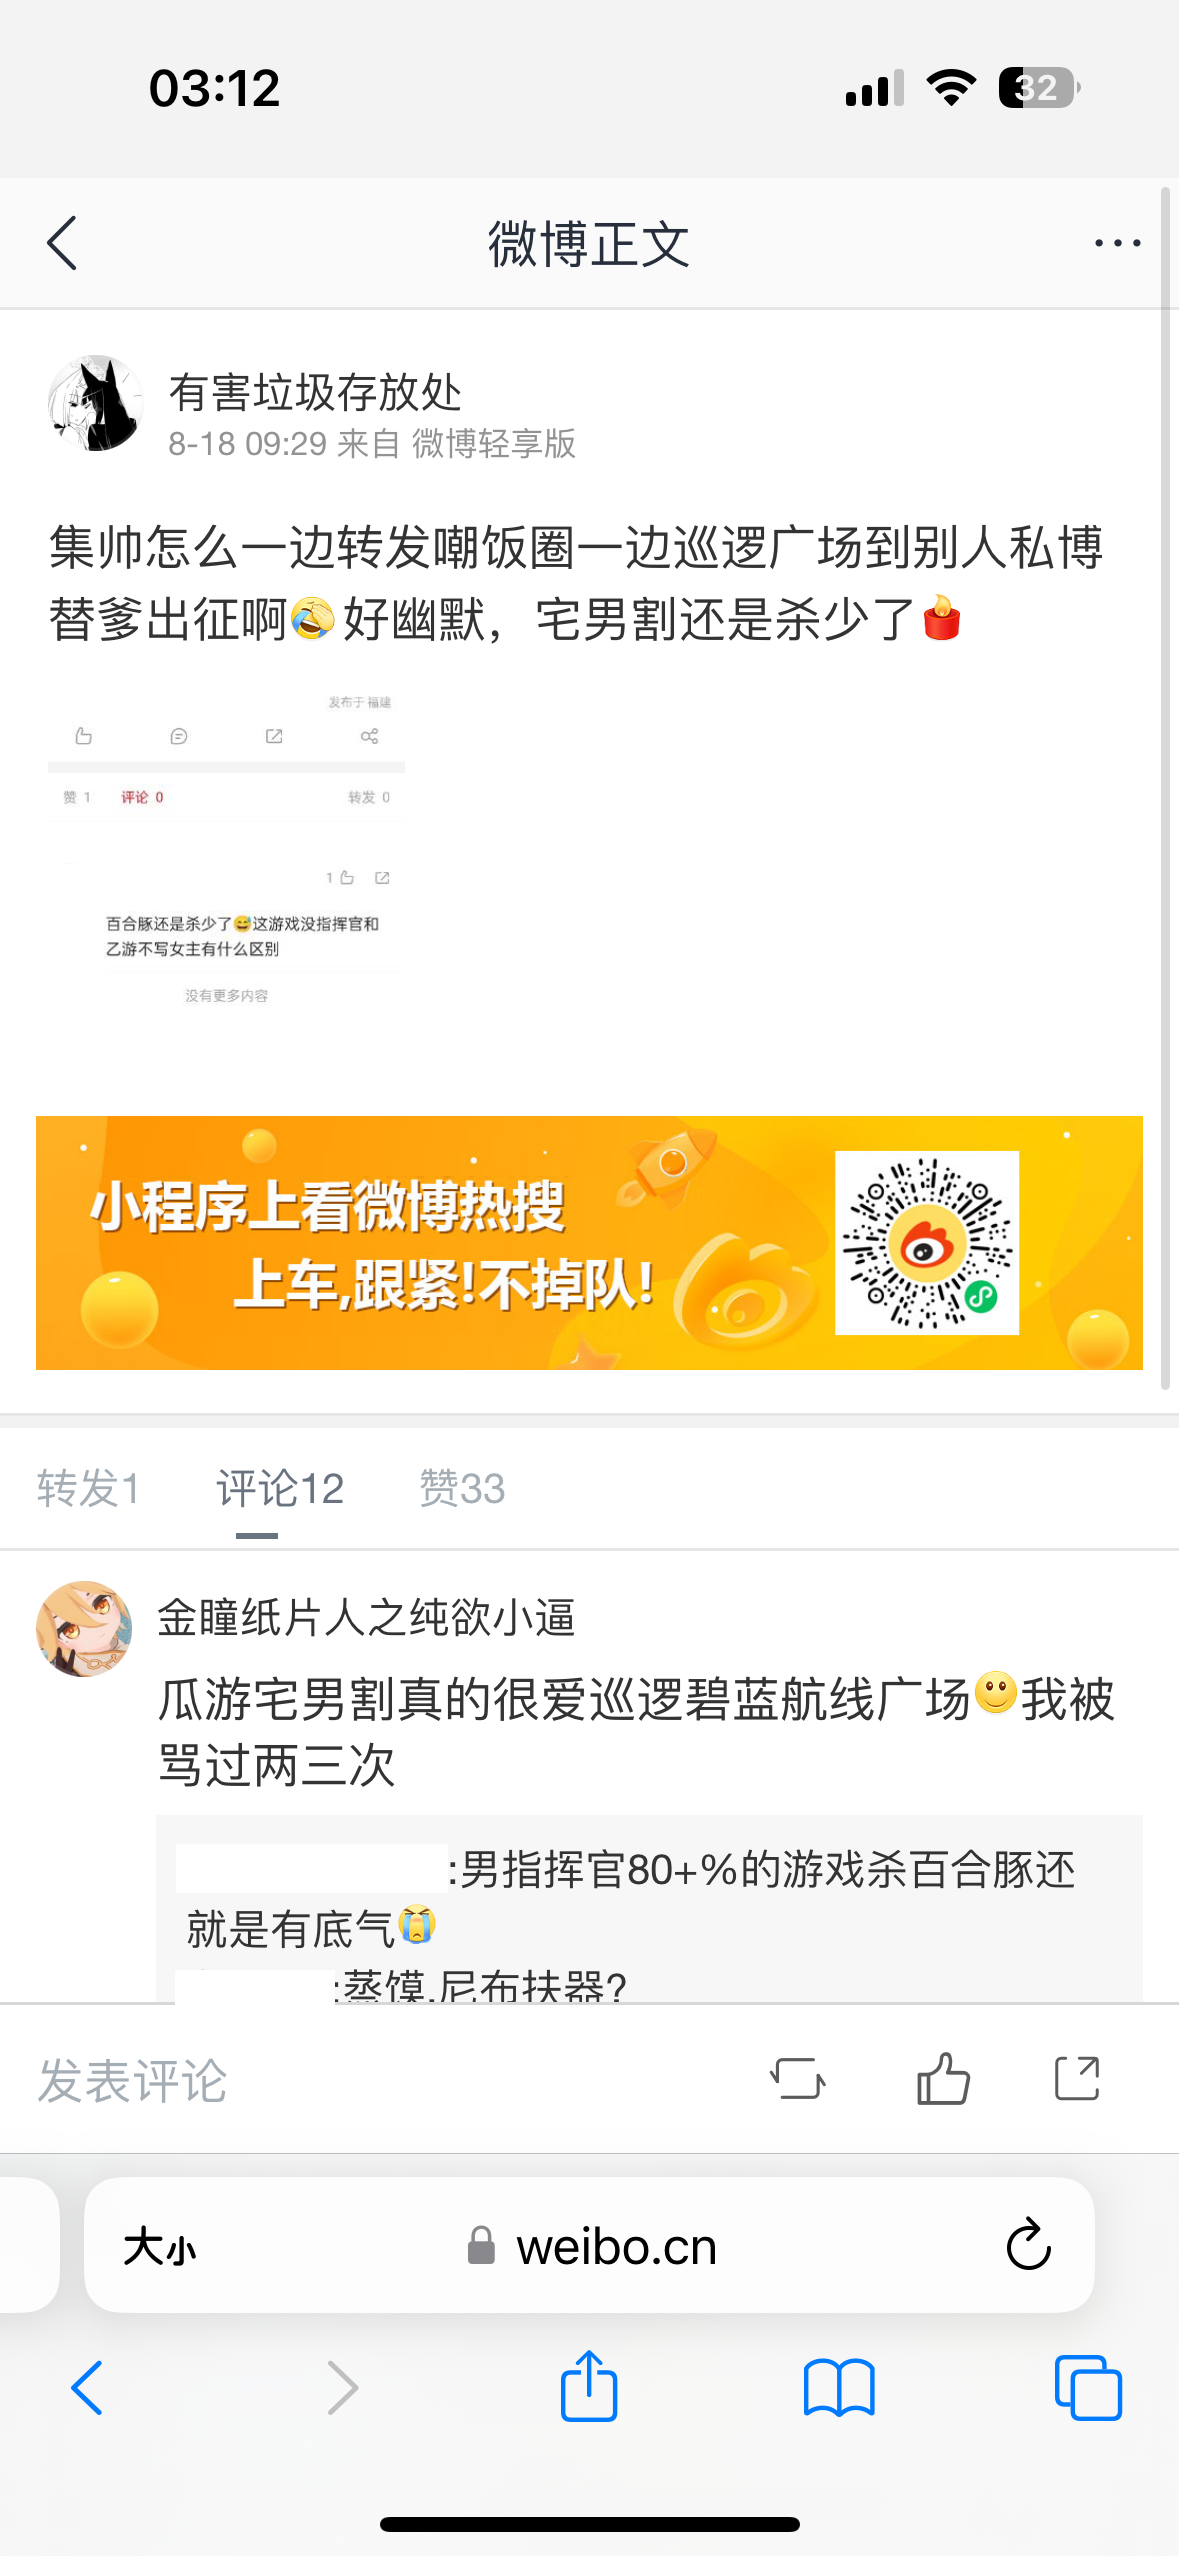 03:12
32
微博正文
有害垃圾存放处
8-18 09:29 来自 微博轻享版
集帅怎么一边转发嘲饭圈一边巡逻广场到别人私博
替爹出征啊🤣好幽默，宅男割还是杀少了🕯
发布于 福建
赞 1 评论 0 转发 0
1
百合豚还是杀少了😅这游戏没指挥官和
乙游不写女主有什么区别
没有更多内容
小程序上看微博热搜
上车,跟紧!不掉队!
转发1 评论12 赞33
金瞳纸片人之纯欲小逼
瓜游宅男割真的很爱巡逻碧蓝航线广场🙂我被
骂过两三次
:男指挥官80+%的游戏杀百合豚还
就是有底气😭
:蒸馍,尼布扶器?
发表评论
大小 weibo.cn